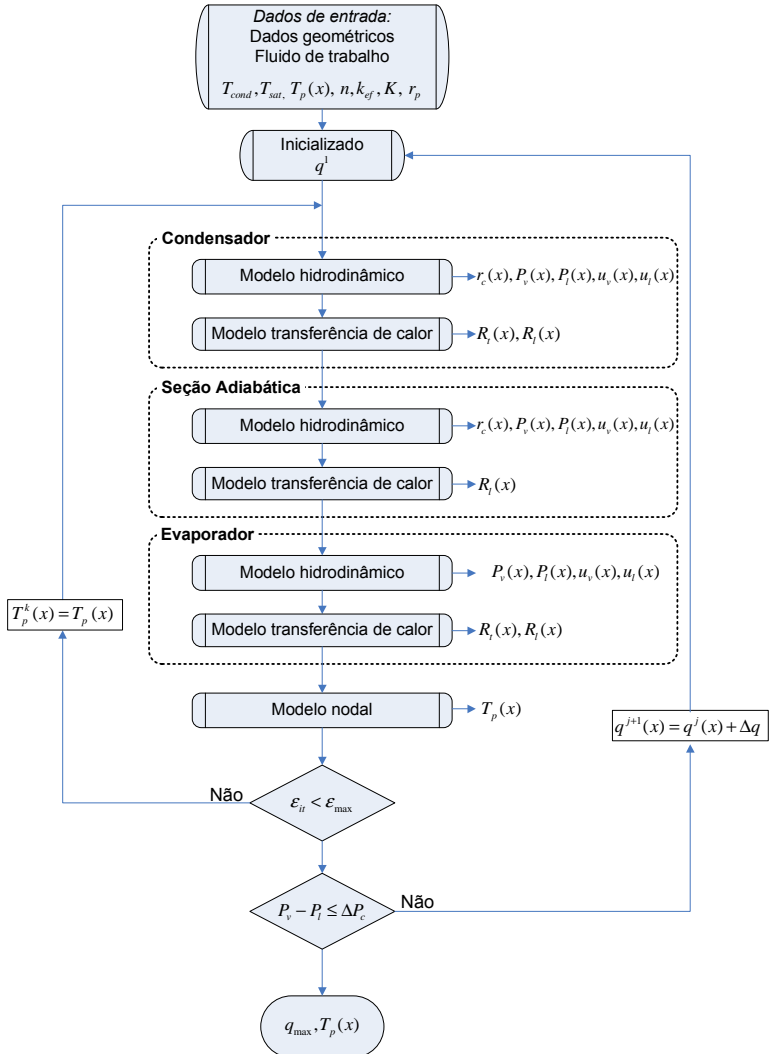 Dados de entrada:
Dados geométricos
Fluido de trabalho
T_cond, T_sat, T_p(x), n, k_ef, K, r_p
Inicializado
q^1
Condensador
Modelo hidrodinâmico
r_c(x), P_v(x), P_l(x), u_v(x), u_l(x)
Modelo transferência de calor
R_t(x), R_l(x)
Seção Adiabática
Modelo hidrodinâmico
r_c(x), P_v(x), P_l(x), u_v(x), u_l(x)
Modelo transferência de calor
R_t(x)
Evaporador
Modelo hidrodinâmico
P_v(x), P_l(x), u_v(x), u_l(x)
Modelo transferência de calor
R_t(x), R_l(x)
T_p^k(x) = T_p(x)
Modelo nodal
T_p(x)
q^{j+1}(x) = q^j(x) + Δq
Não
ε_it < ε_max
P_v − P_l ≤ ΔP_c
Não
q_max, T_p(x)